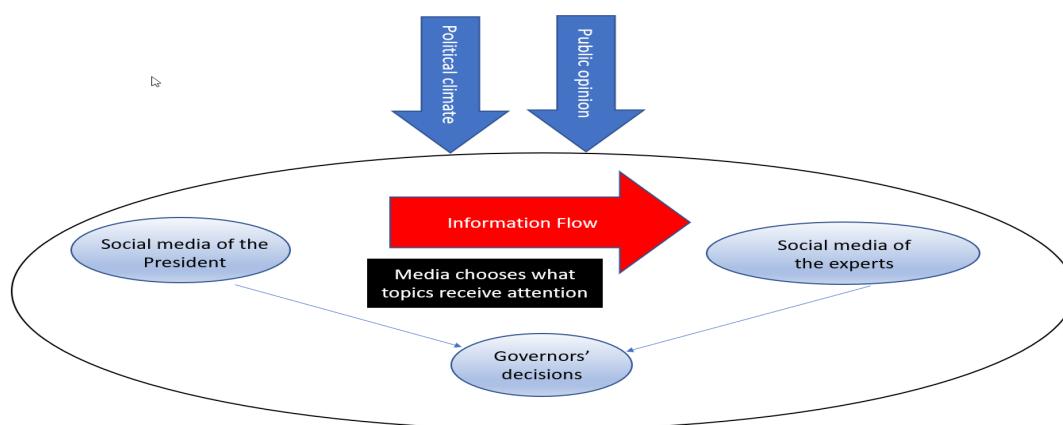 Political climate
Public opinion
Information Flow
Social media of the
President
Social media of
the experts
Media chooses what
topics receive attention
Governors’
decisions